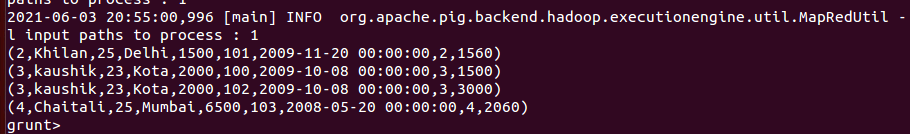 paths to process : 1
2021-06-03 20:55:00,996 [main] INFO  org.apache.pig.backend.hadoop.executionengine.util.MapRedUtil -
l input paths to process : 1
(2,Khilan,25,Delhi,1500,101,2009-11-20 00:00:00,2,1560)
(3,kaushik,23,Kota,2000,100,2009-10-08 00:00:00,3,1500)
(3,kaushik,23,Kota,2000,102,2009-10-08 00:00:00,3,3000)
(4,Chaitali,25,Mumbai,6500,103,2008-05-20 00:00:00,4,2060)
grunt>